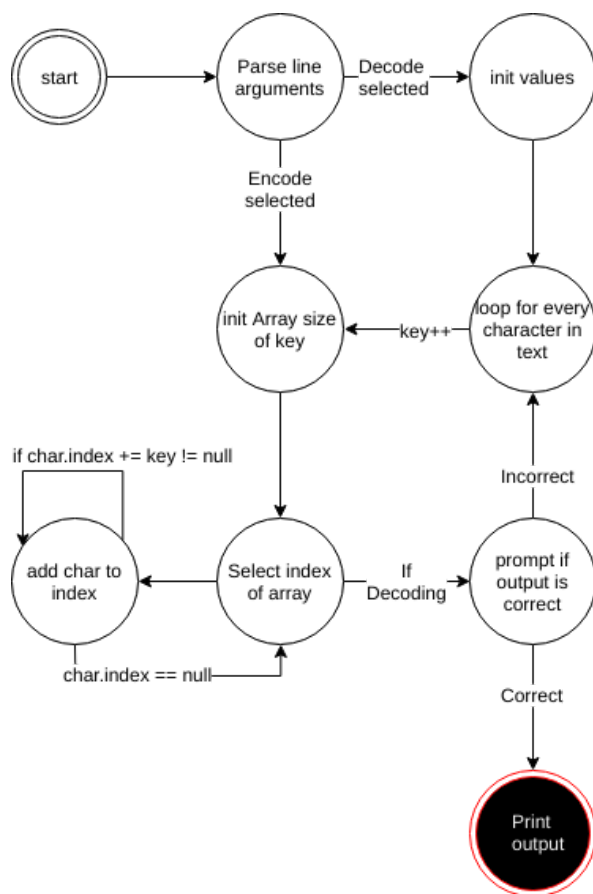 start
Parse line
arguments
Decode
selected
init values
Encode
selected
init Array size
of key
key++
loop for every
character in
text
if char.index += key != null
Incorrect
add char to
index
Select index
of array
If
Decoding
prompt if
output is
correct
char.index == null
Correct
Print
output